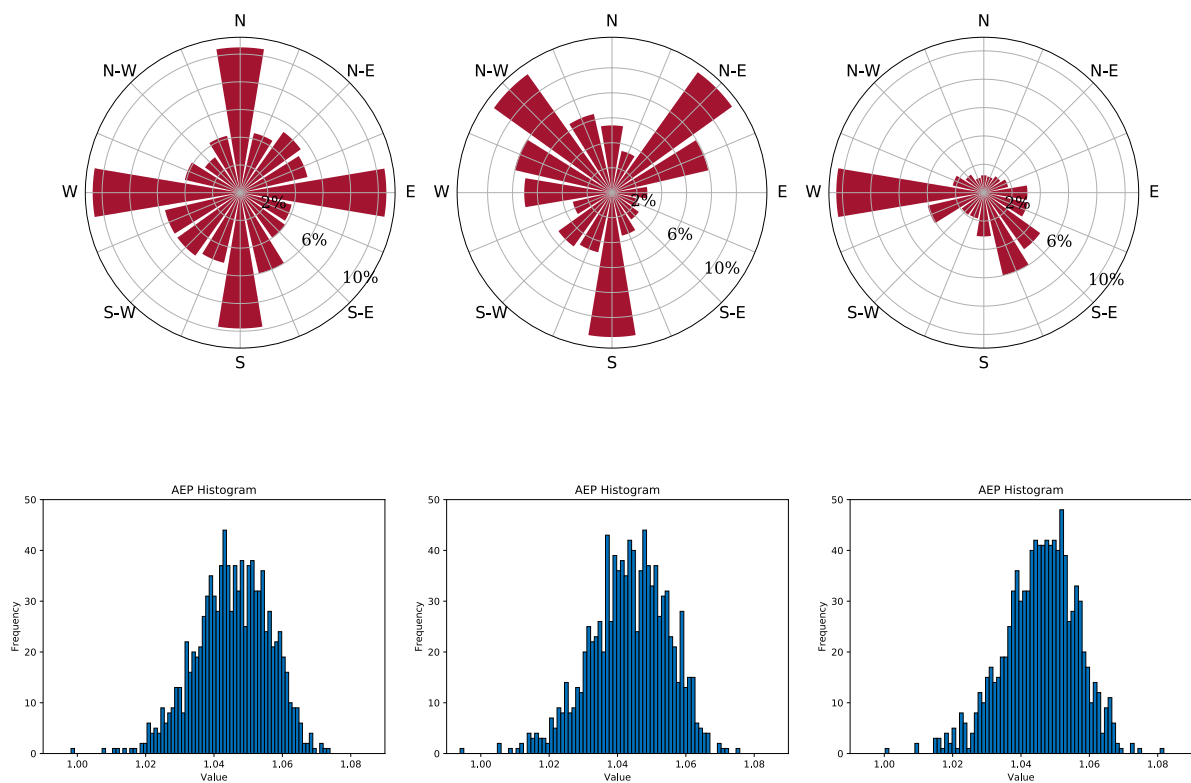 N N N
N-W N-E N-W N-E N-W N-E
W 2% E W 2% E W 2% E
6% 6% 6%
10% 10% 10%
S-W S-E S-W S-E S-W S-E
S S S
AEP Histogram AEP Histogram AEP Histogram
50 50 50
40 40 40
30 30 30
Frequency Frequency Frequency
20 20 20
10 10 10
0 0 0
1.00 1.02 1.04 1.06 1.08 1.00 1.02 1.04 1.06 1.08 1.00 1.02 1.04 1.06 1.08
Value Value Value